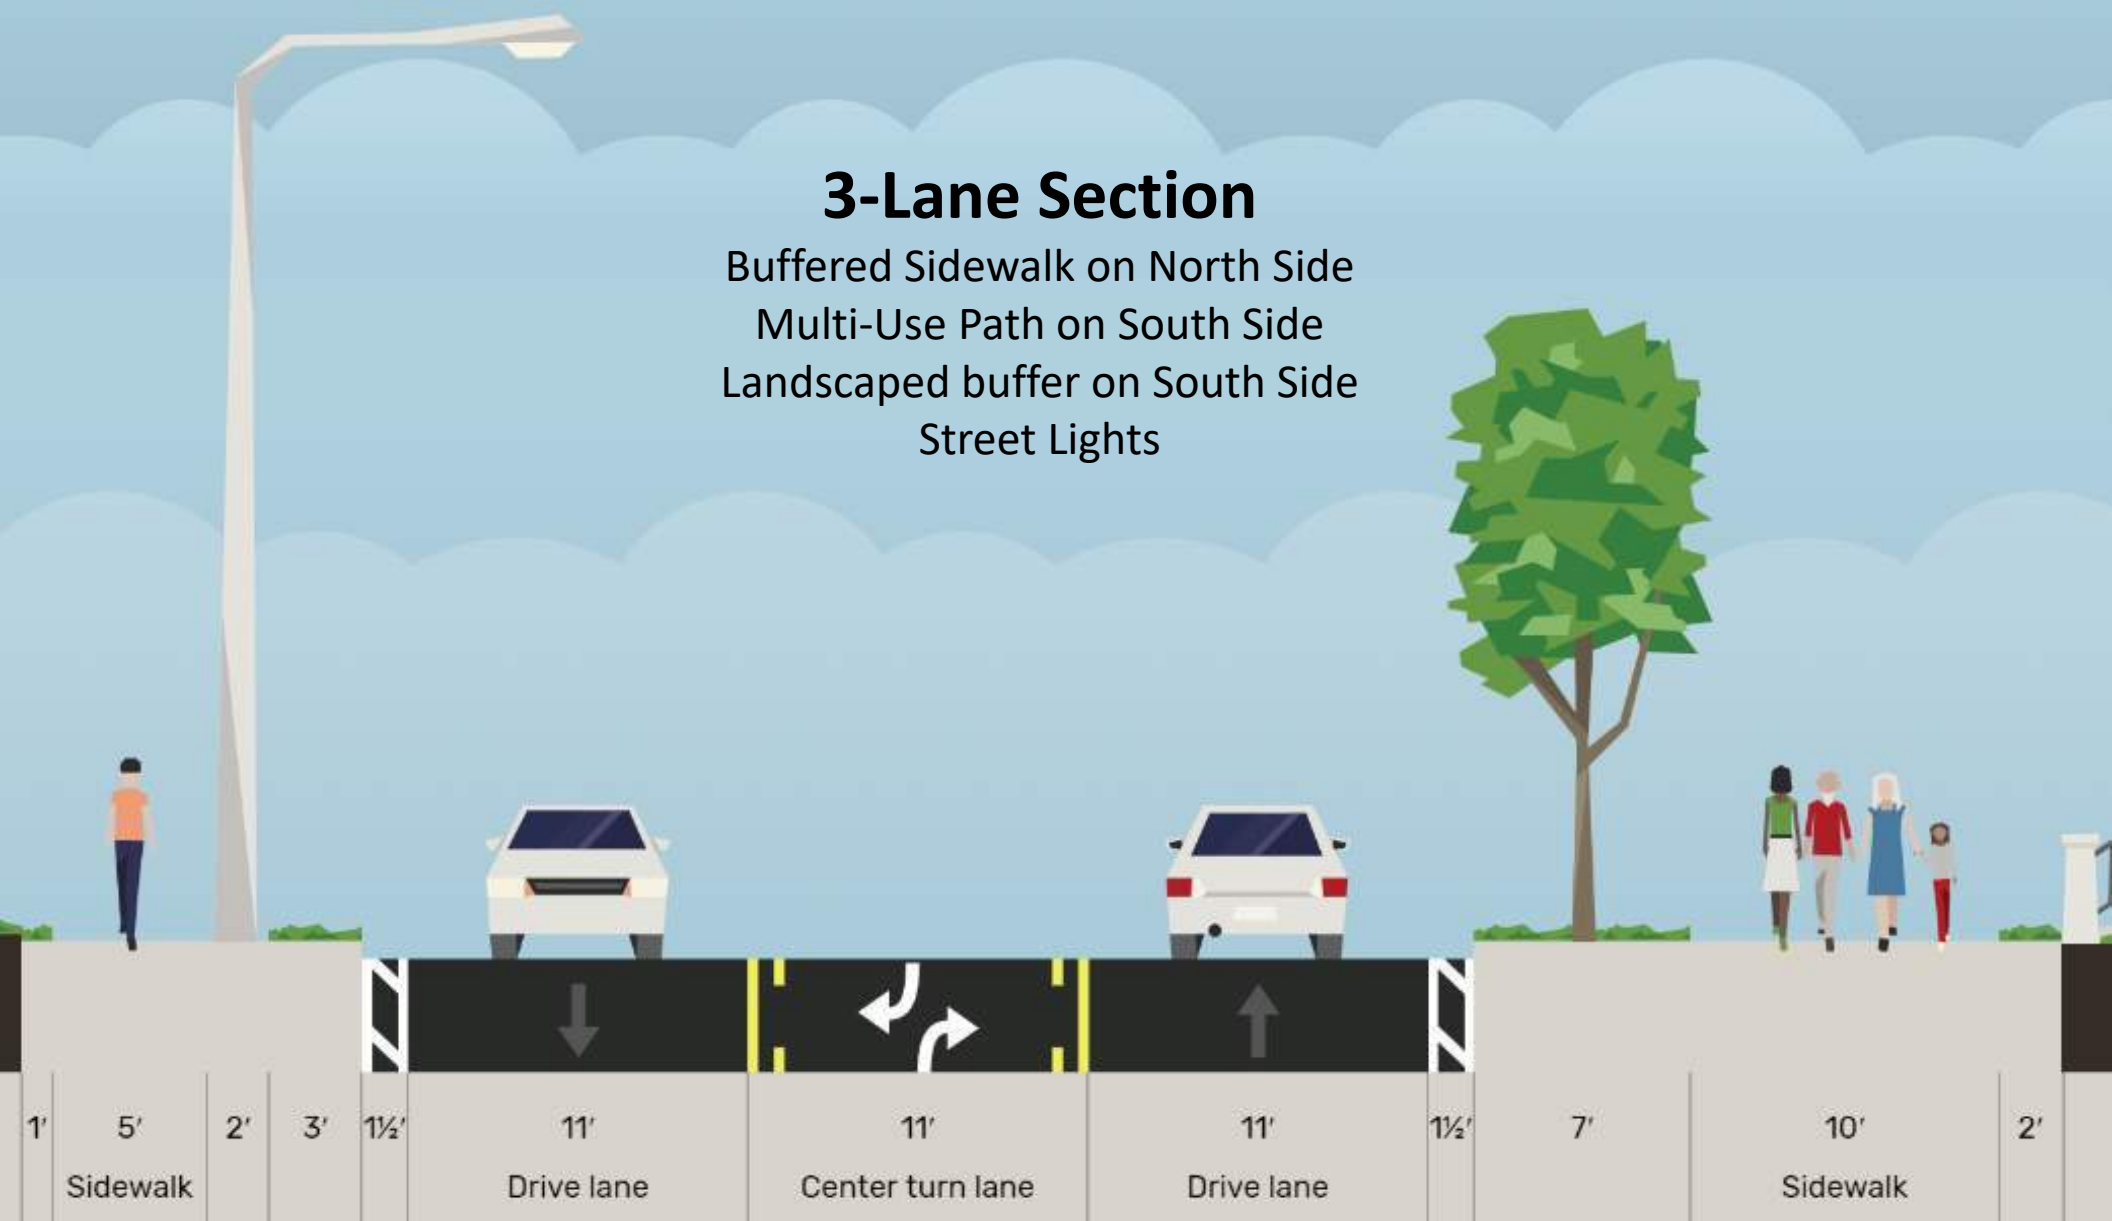 3-Lane Section
Buffered Sidewalk on North Side
Multi-Use Path on South Side
Landscaped buffer on South Side
Street Lights
1' 5' 2' 3' 1½' 11' 11' 11' 1½' 7' 10' 2'
Sidewalk Drive lane Center turn lane Drive lane Sidewalk